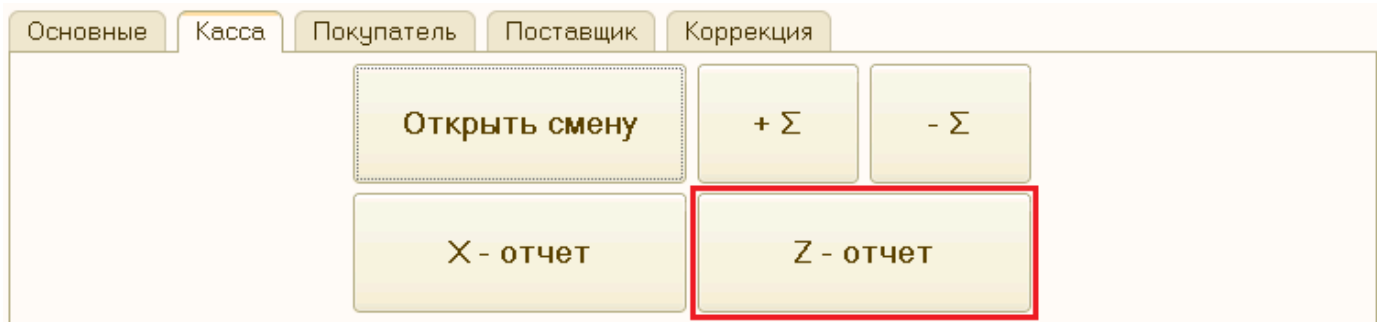 Основные Касса Покупатель Поставщик Коррекция
Открыть смену + Σ - Σ
X - отчет Z - отчет